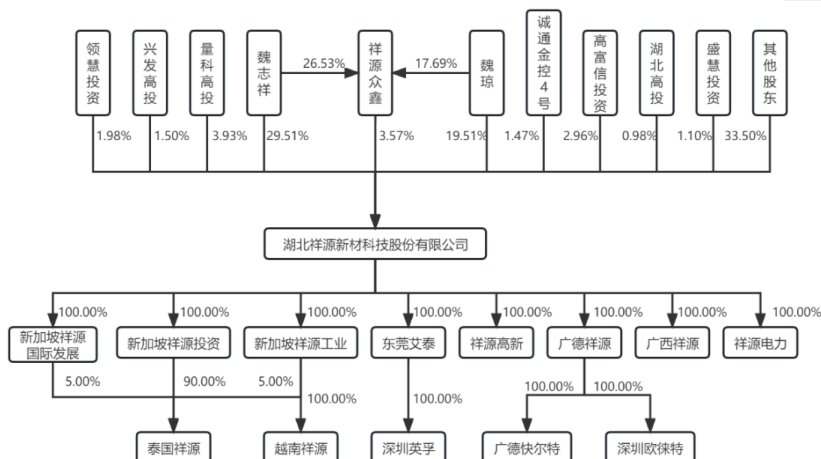 领慧投资
兴发高投
量科高投
魏志祥
26.53%
祥源众鑫
17.69%
魏琼
诚通金控4号
高富信投资
湖北高投
盛慧投资
其他股东
1.98%
1.50%
3.93%
29.51%
3.57%
19.51%
1.47%
2.96%
0.98%
1.10%
33.50%
湖北祥源新材科技股份有限公司
100.00%
100.00%
100.00%
100.00%
100.00%
100.00%
100.00%
100.00%
新加坡祥源
国际发展
新加坡祥源投资
新加坡祥源工业
东莞艾泰
祥源高新
广德祥源
广西祥源
祥源电力
5.00%
90.00%
5.00%
100.00%
100.00%
100.00%
100.00%
泰国祥源
越南祥源
深圳英孚
广德快尔特
深圳欧徕特